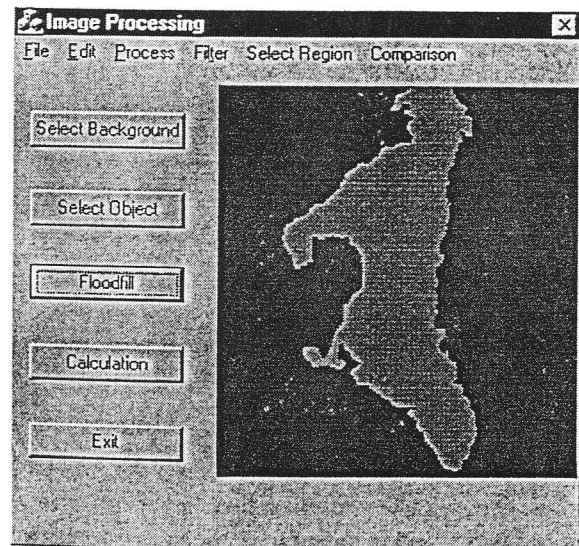 Image Processing
File Edit Process Filter Select Region Comparison
Select Background
Select Object
Floodfill
Calculation
Exit